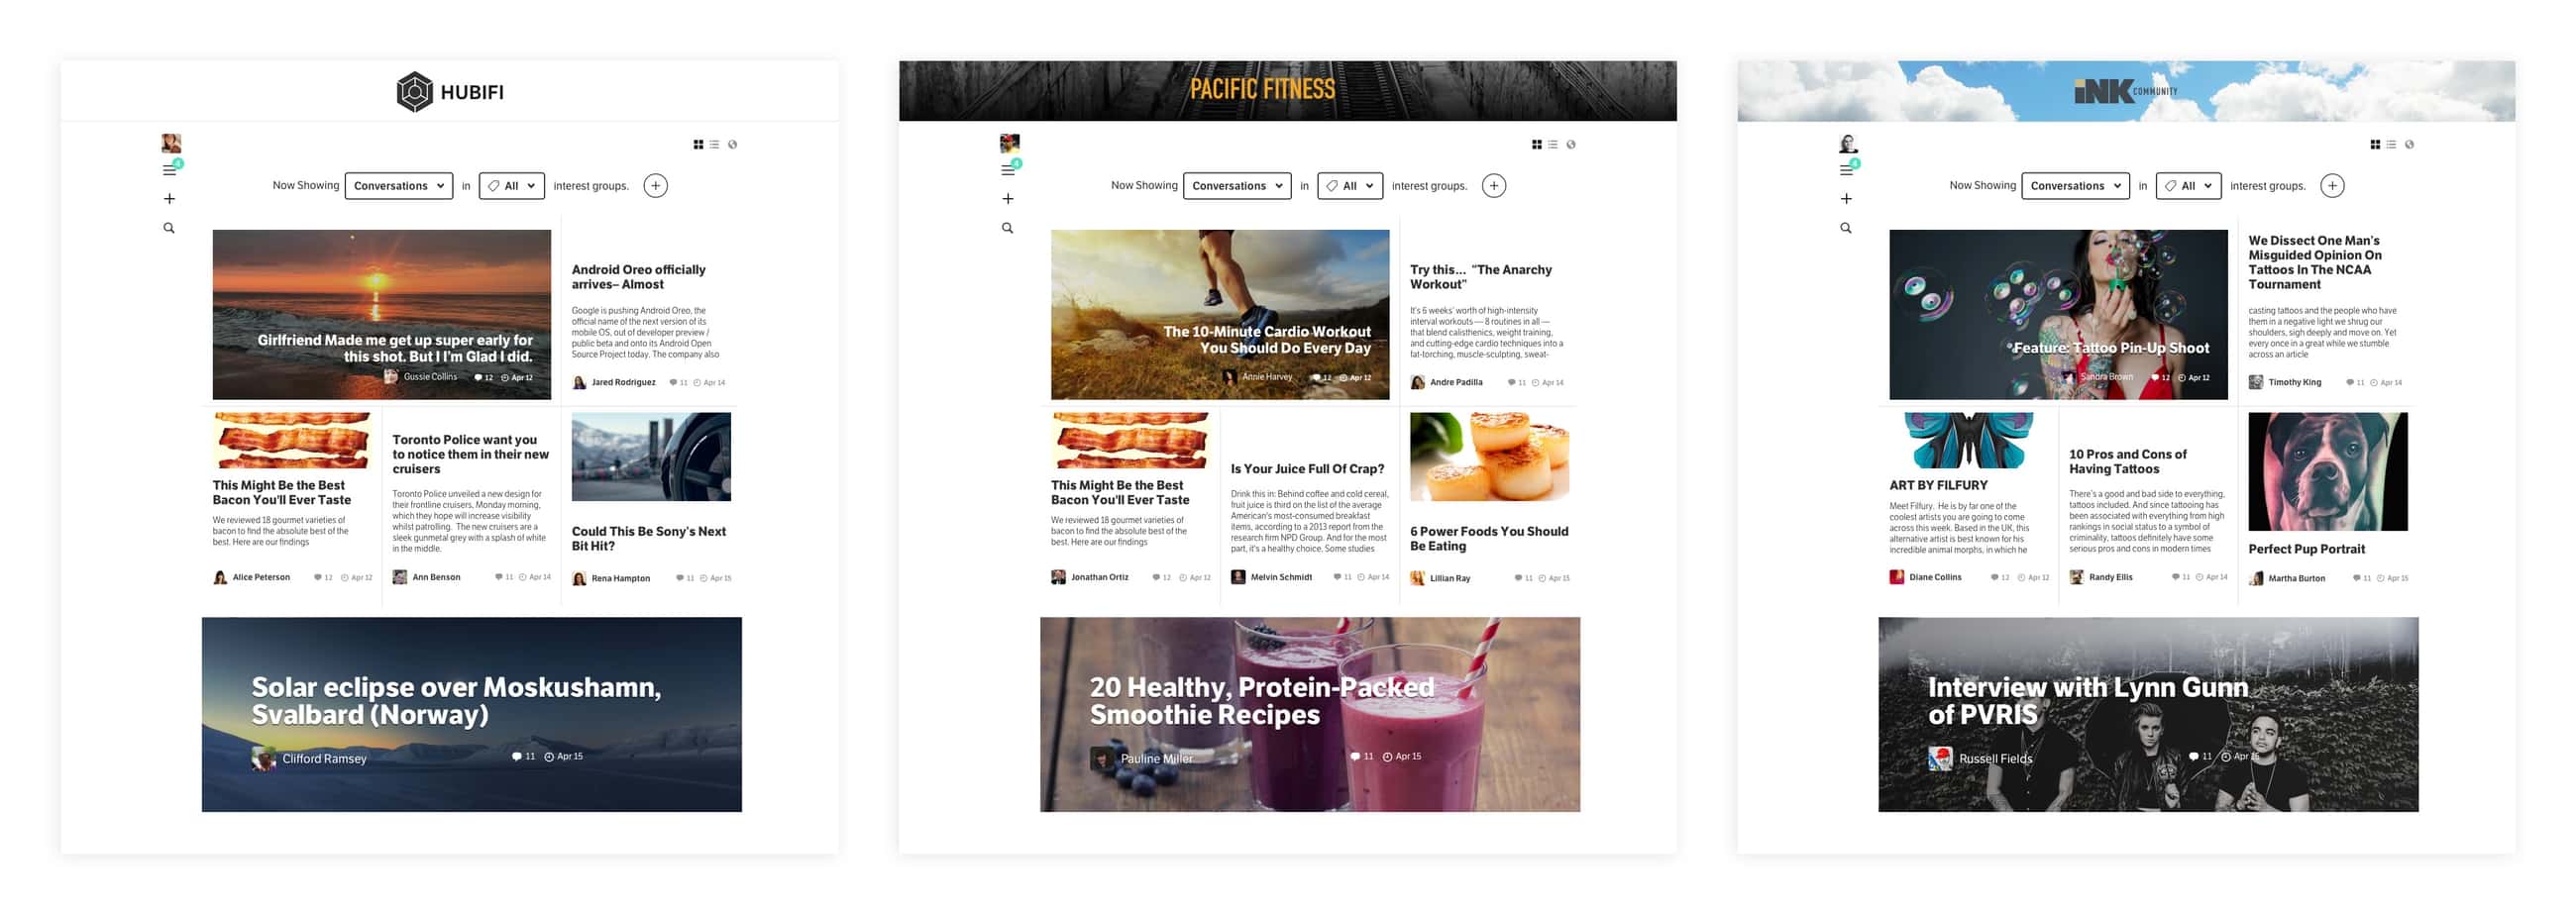 HUBIFI
4
Now Showing Conversations in All interest groups.
Girlfriend Made me get up super early for
this shot. But I I'm Glad I did.
Gussie Collins 12 Apr 12
Android Oreo officially
arrives– Almost
Google is pushing Android Oreo, the
official name of the next version of its
mobile OS, out of developer preview /
public beta and onto its Android Open
Source Project today. The company also
Jared Rodriguez 11 Apr 14
This Might Be the Best
Bacon You'll Ever Taste
We reviewed 18 gourmet varieties of
bacon to find the absolute best of the
best. Here are our findings
Alice Peterson 12 Apr 12
Toronto Police want you
to notice them in their new
cruisers
Toronto Police unveiled a new design for
their frontline cruisers, Monday morning,
which they hope will increase visibility
whilst patrolling. The new cruisers are a
sleek gunmetal grey with a splash of white
in the middle.
Ann Benson 11 Apr 14
Could This Be Sony's Next
Bit Hit?
Rena Hampton 11 Apr 15
Solar eclipse over Moskushamn,
Svalbard (Norway)
Clifford Ramsey 11 Apr 15
PACIFIC FITNESS
4
Now Showing Conversations in All interest groups.
The 10-Minute Cardio Workout
You Should Do Every Day
Annie Harvey 12 Apr 12
Try this... "The Anarchy
Workout"
It's 6 weeks' worth of high-intensity
interval workouts — 8 routines in all —
that blend calisthenics, weight training,
and cutting-edge cardio techniques into a
fat-torching, muscle-sculpting, sweat-
Andre Padilla 11 Apr 14
This Might Be the Best
Bacon You'll Ever Taste
We reviewed 18 gourmet varieties of
bacon to find the absolute best of the
best. Here are our findings
Jonathan Ortiz 12 Apr 12
Is Your Juice Full Of Crap?
Drink this in: Behind coffee and cold cereal,
fruit juice is third on the list of the average
American's most-consumed breakfast
items, according to a 2013 report from the
research firm NPD Group. And for the most
part, it's a healthy choice. Some studies
Melvin Schmidt 11 Apr 14
6 Power Foods You Should
Be Eating
Lillian Ray 11 Apr 15
20 Healthy, Protein-Packed
Smoothie Recipes
Pauline Miller 11 Apr 15
iNK COMMUNITY
4
Now Showing Conversations in All interest groups.
Feature: Tattoo Pin-Up Shoot
Sandra Brown 12 Apr 12
We Dissect One Man's
Misguided Opinion On
Tattoos In The NCAA
Tournament
casting tattoos and the people who have
them in a negative light we shrug our
shoulders, sigh deeply and move on. Yet
every once in a great while we stumble
across an article
Timothy King 11 Apr 14
ART BY FILFURY
Meet Filfury. He is by far one of the
coolest artists you are going to come
across this week. Based in the UK, this
alternative artist is best known for his
incredible animal morphs, in which he
Diane Collins 12 Apr 12
10 Pros and Cons of
Having Tattoos
There's a good and bad side to everything,
tattoos included. And since tattooing has
been associated with everything from high
rankings in social status to a symbol of
criminality, tattoos definitely have some
serious pros and cons in modern times
Randy Ellis 11 Apr 14
Perfect Pup Portrait
Martha Burton 11 Apr 15
Interview with Lynn Gunn
of PVRIS
Russell Fields 11 Apr 15